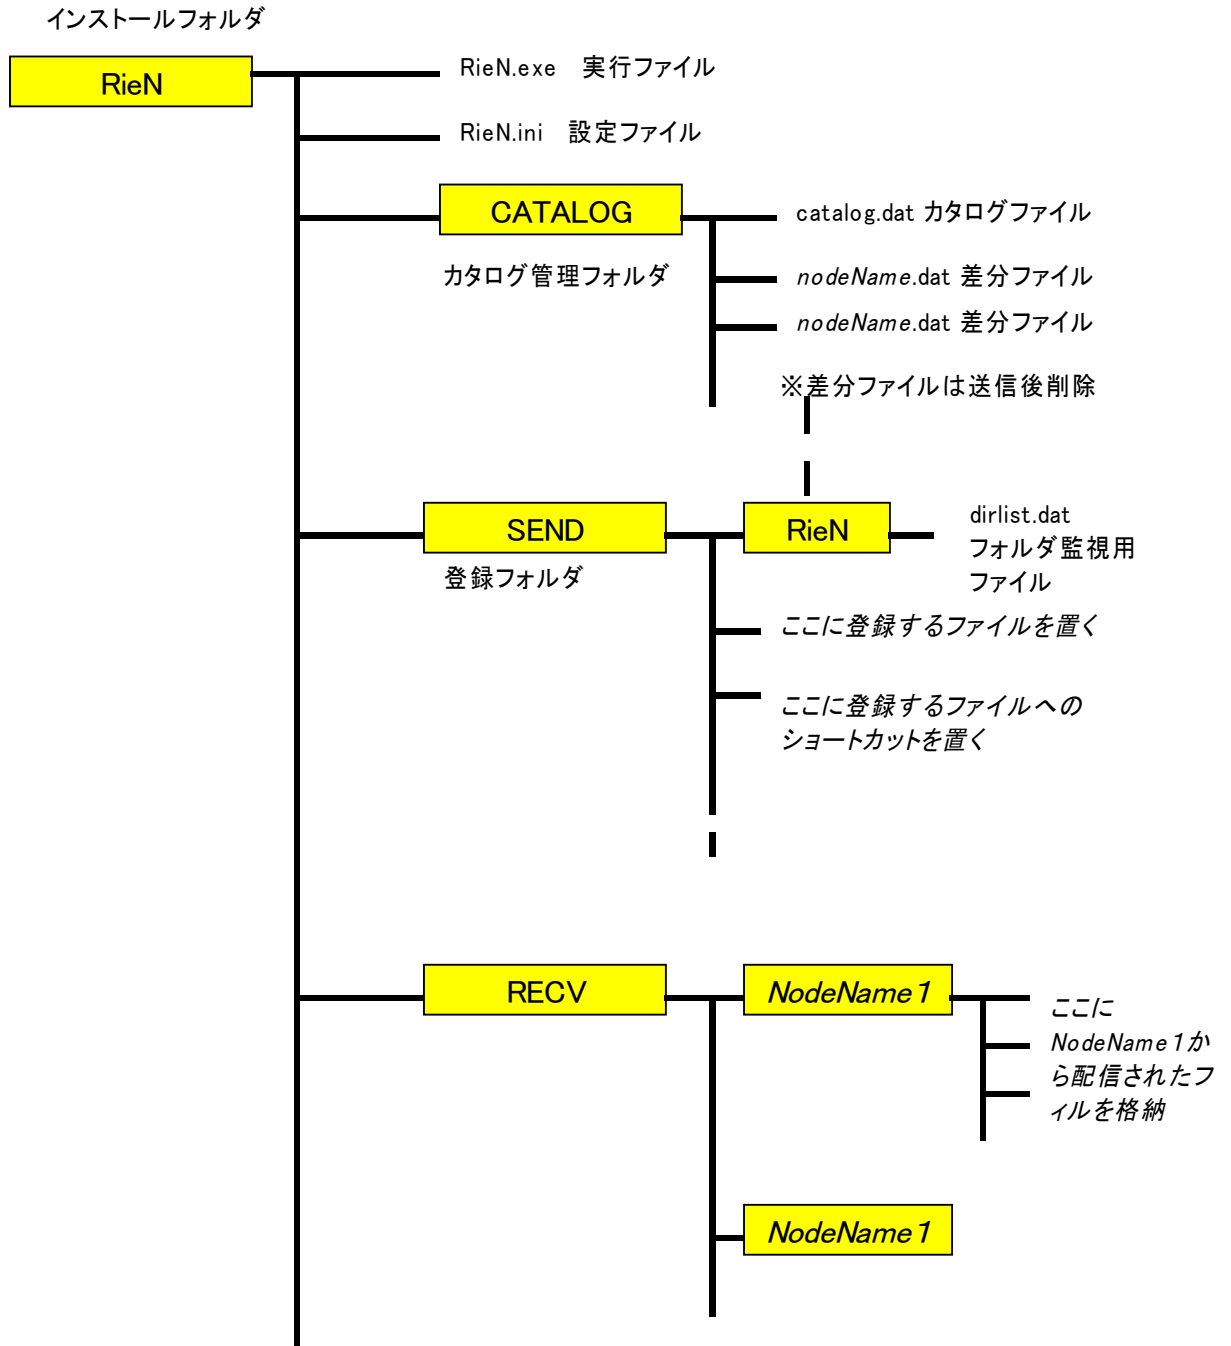 インストールフォルダ
RieN
RieN.exe　実行ファイル
RieN.ini　設定ファイル
CATALOG
catalog.dat カタログファイル
カタログ管理フォルダ
nodeName.dat 差分ファイル
nodeName.dat 差分ファイル
※差分ファイルは送信後削除
SEND
RieN
dirlist.dat
フォルダ監視用
ファイル
登録フォルダ
ここに登録するファイルを置く
ここに登録するファイルへの
ショートカットを置く
RECV
NodeName１
ここに
NodeName１か
ら配信されたフ
ィルを格納
NodeName１